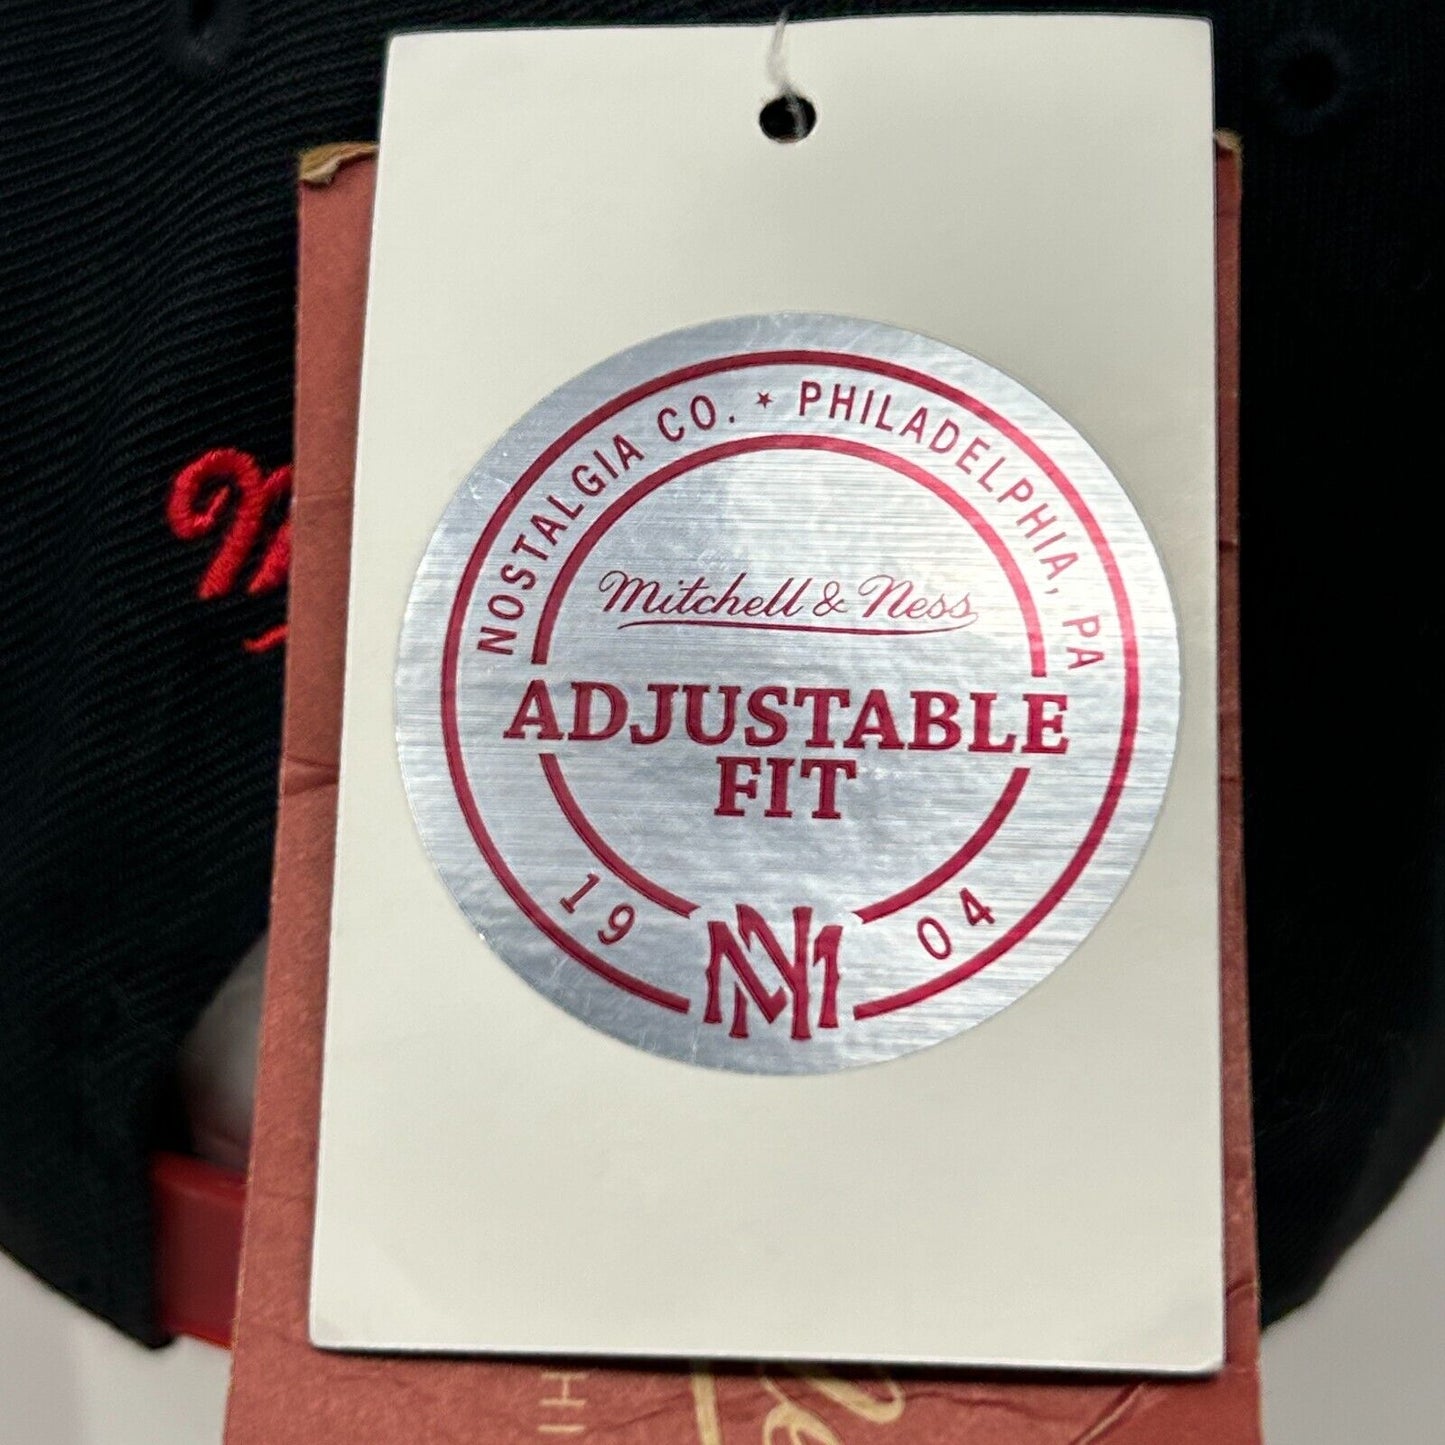 NOSTALGIA CO. ★ PHILADELPHIA, PA
Mitchell & Ness
ADJUSTABLE
FIT
19 04